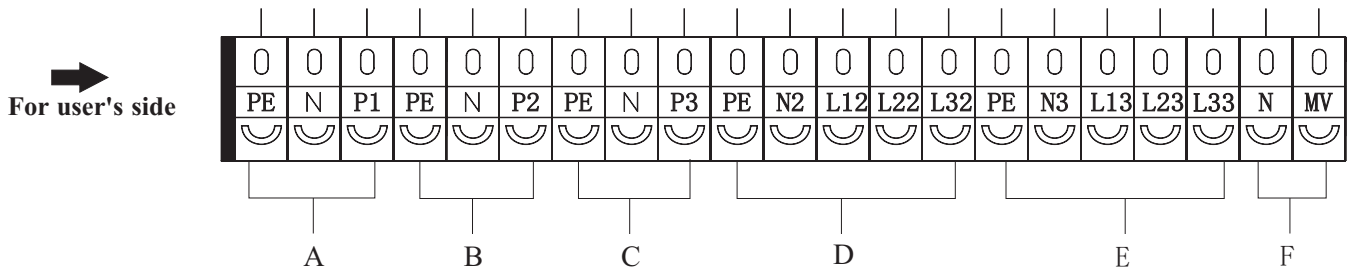 For user's side
PE N P1 PE N P2 PE N P3 PE N2 L12 L22 L32 PE N3 L13 L23 L33 N MV
A B C D E F